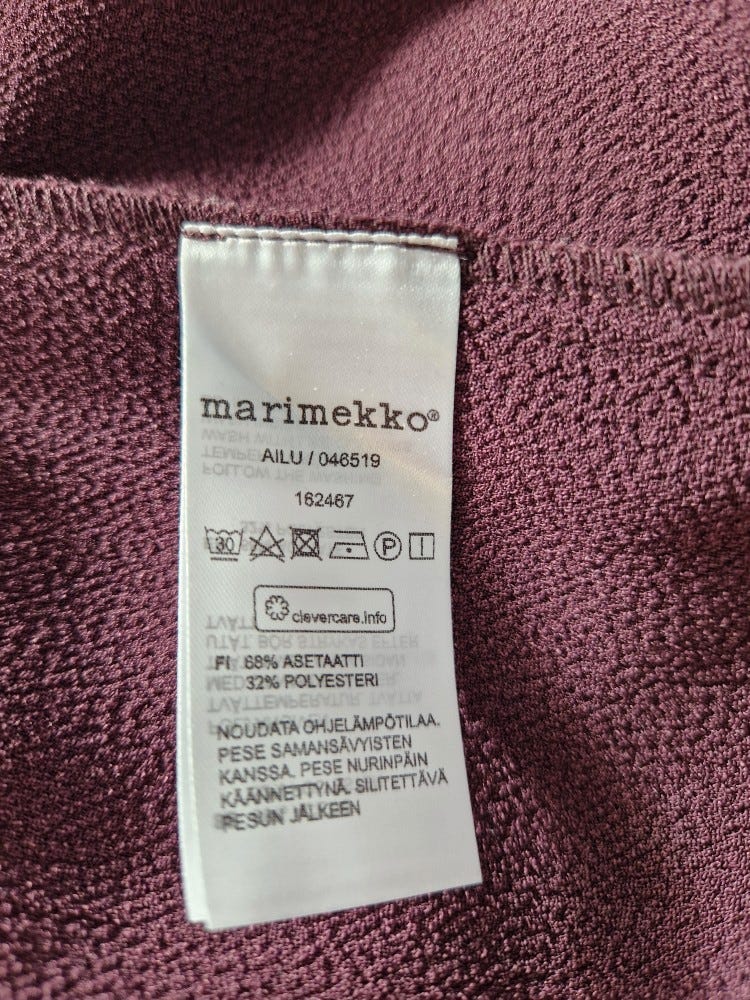 marimekko®
AILU / 046519
162467
30 P
clevercare.info
FI 68% ASETAATTI
32% POLYESTERI
NOUDATA OHJELÄMPÖTILAA.
PESE SAMANSÄVYISTEN
KANSSA. PESE NURINPÄIN
KÄÄNNETTYNÄ. SILITETTÄVÄ
PESUN JÄLKEEN